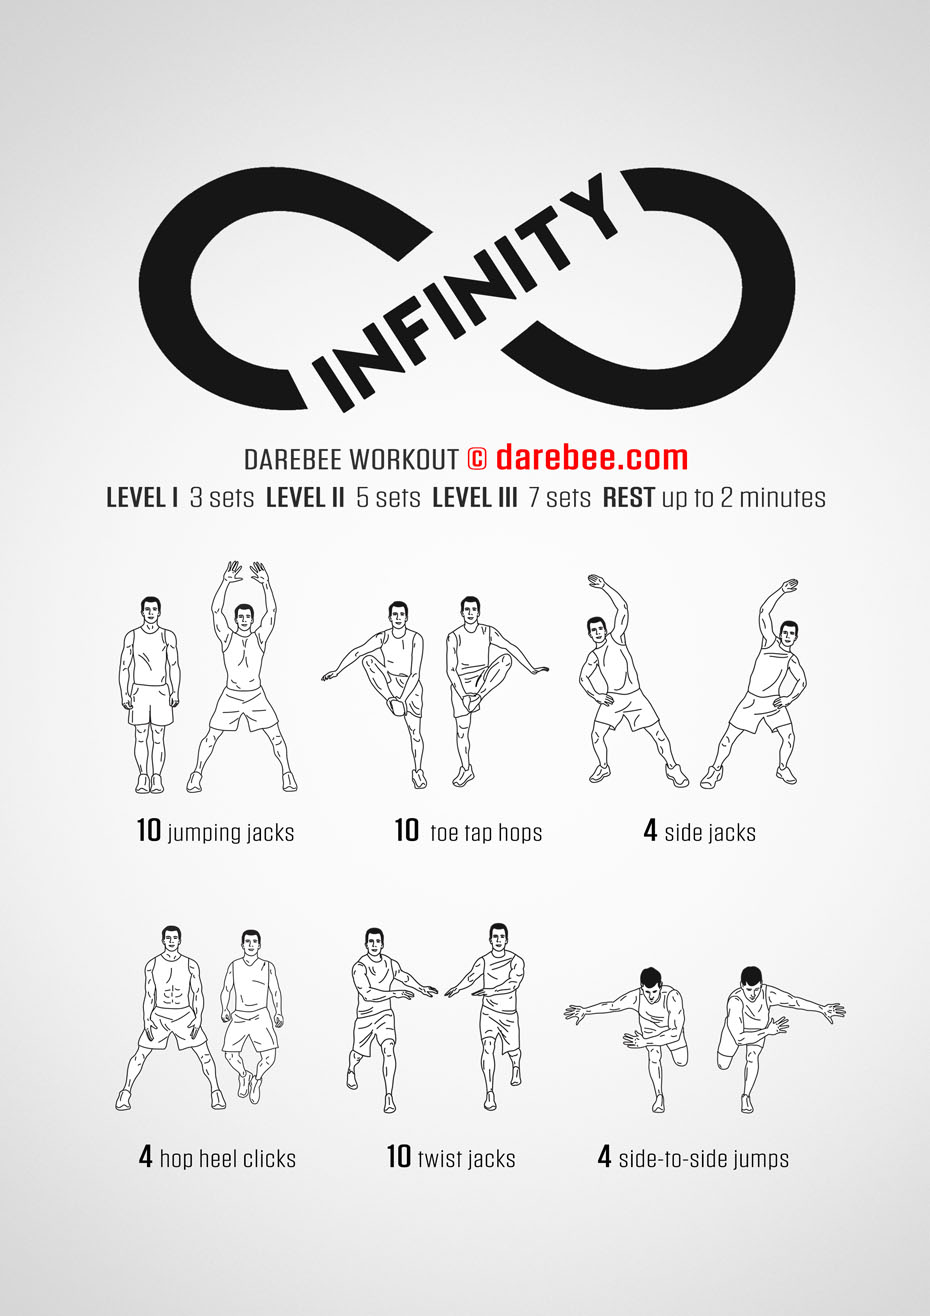 INFINITY
DAREBEE WORKOUT © darebee.com
LEVEL I 3 sets LEVEL II 5 sets LEVEL III 7 sets REST up to 2 minutes
10 jumping jacks
10 toe tap hops
4 side jacks
4 hop heel clicks
10 twist jacks
4 side-to-side jumps